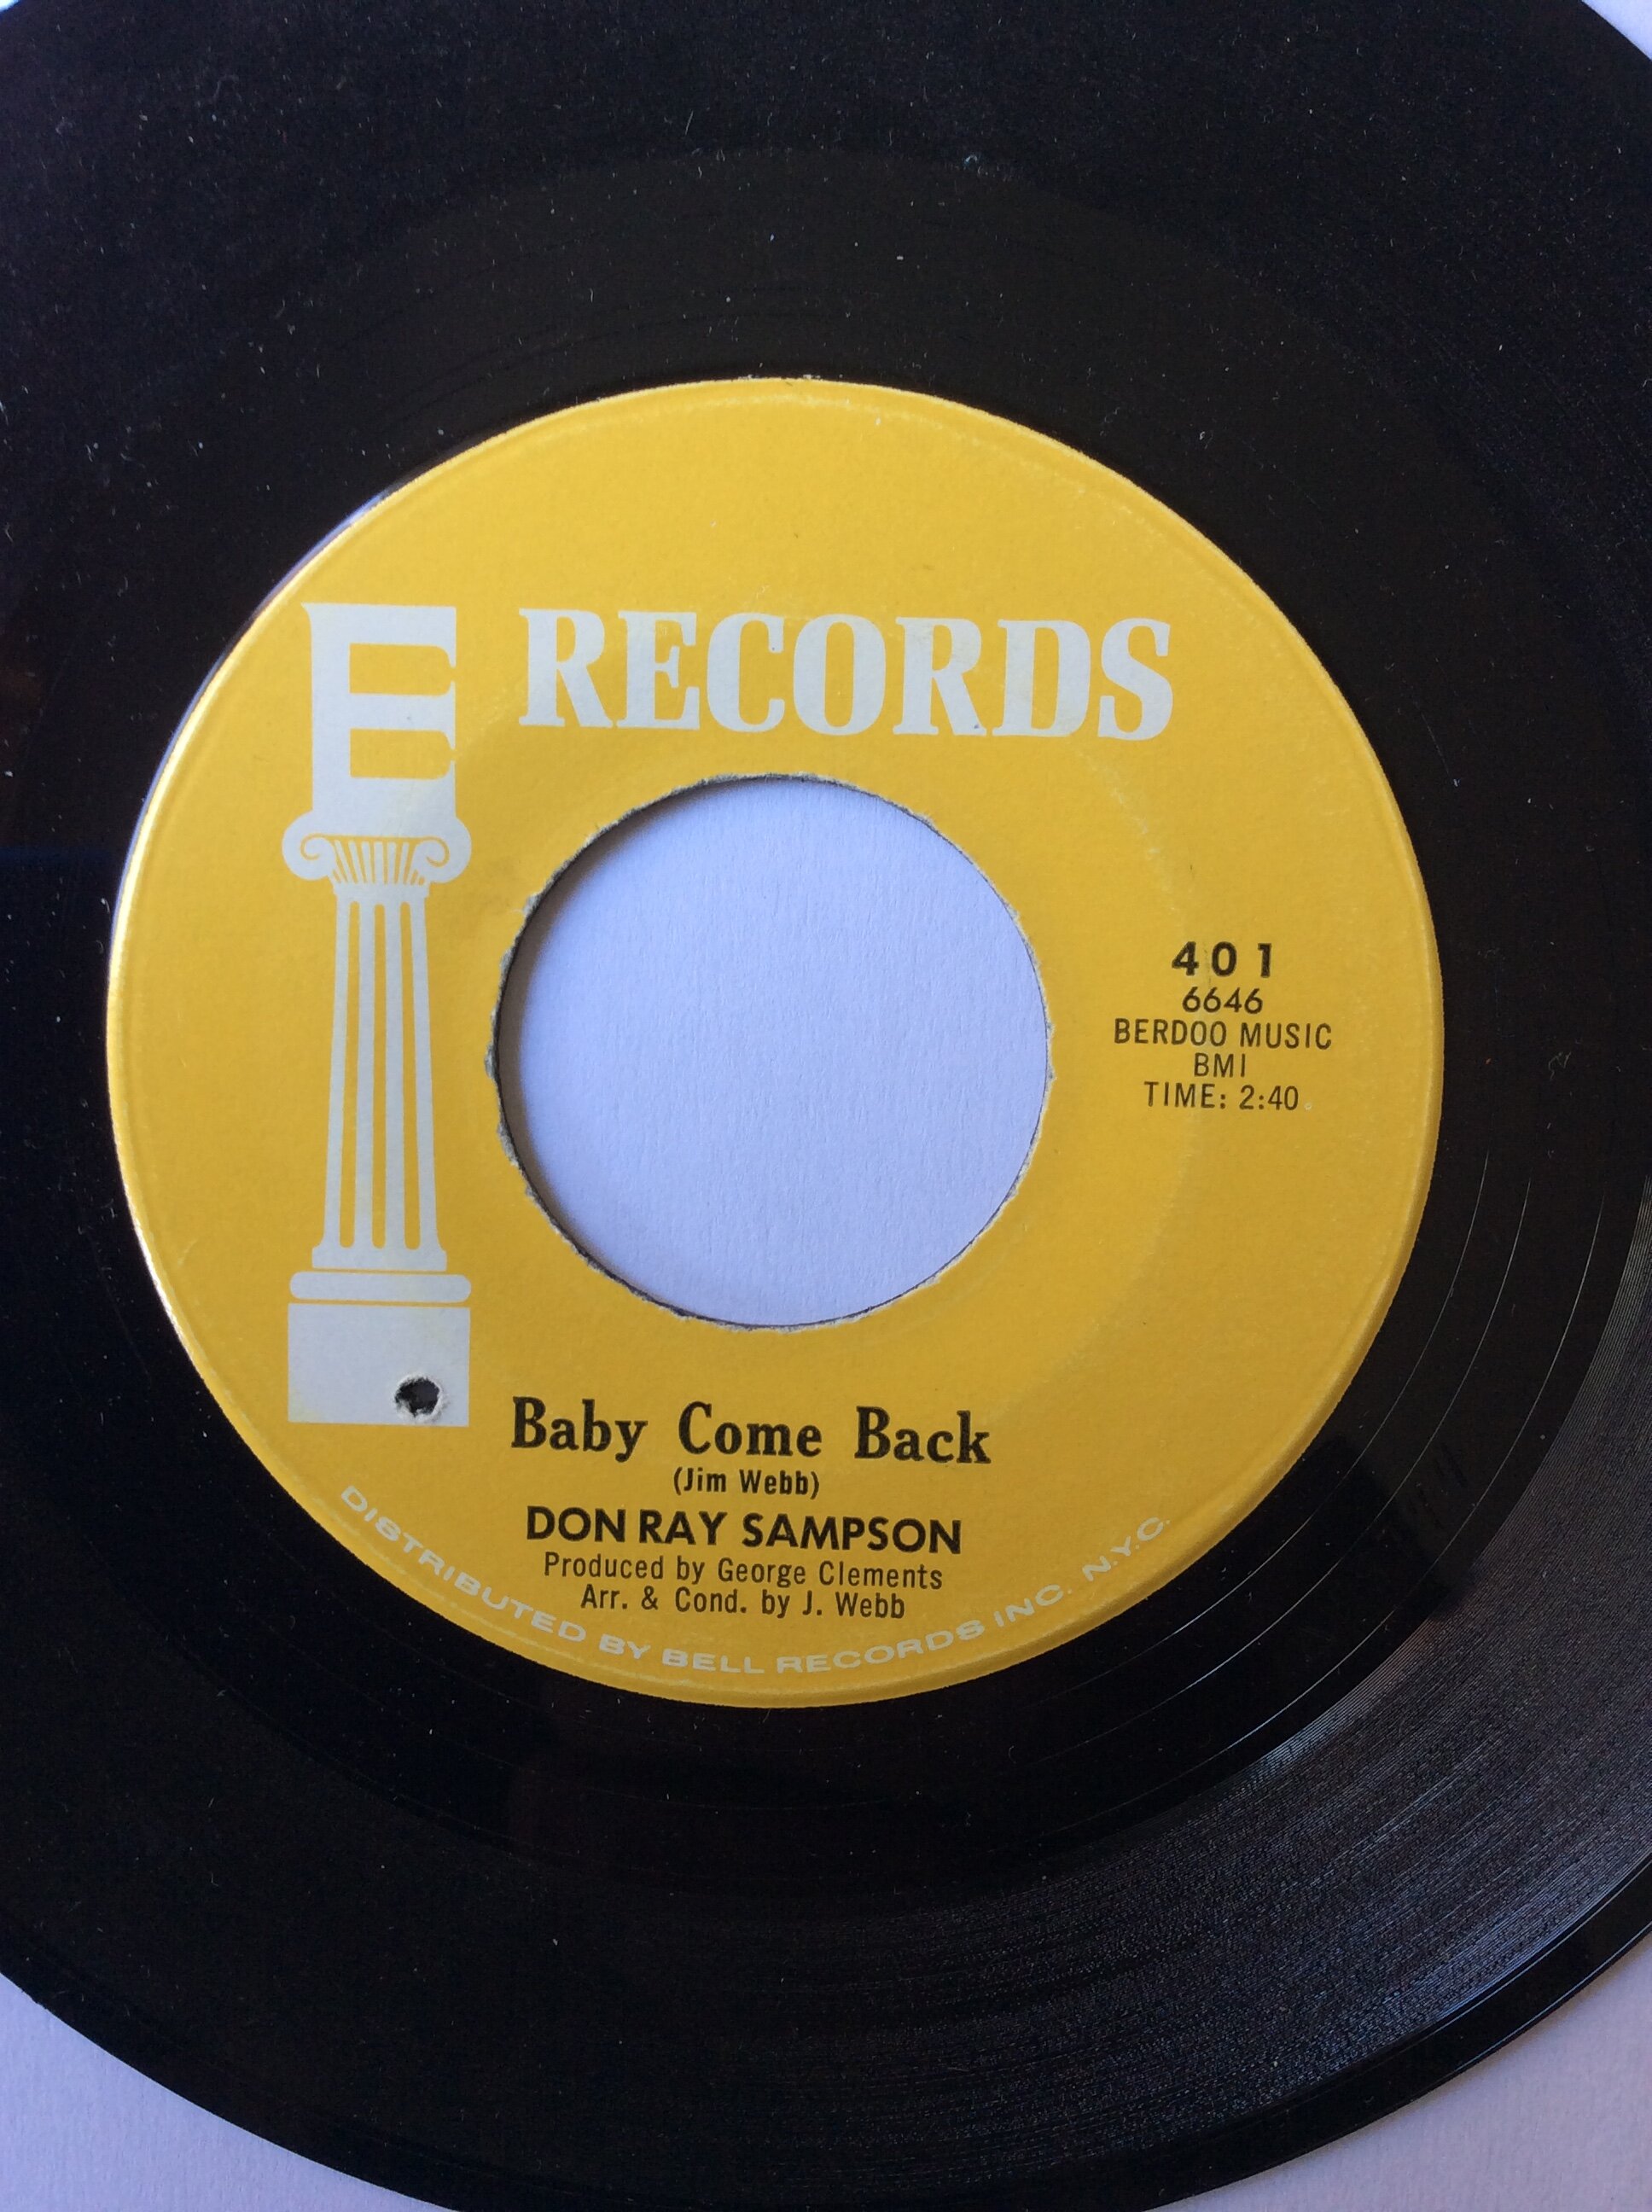 E RECORDS
401
6646
BERDOO MUSIC
BMI
TIME: 2:40
Baby Come Back
(Jim Webb)
DON RAY SAMPSON
Produced by George Clements
Arr. & Cond. by J. Webb
DISTRIBUTED BY BELL RECORDS INC. N.Y.C.